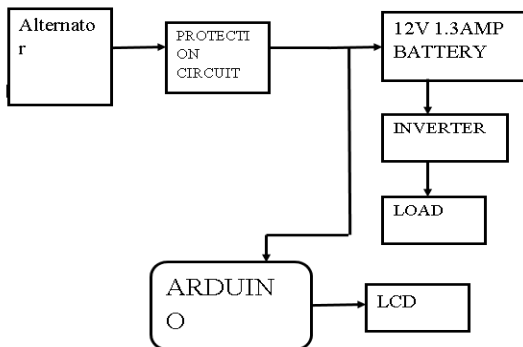 Alternato
r
PROTECTI
ON
CIRCUIT
12V 1.3AMP
BATTERY
INVERTER
LOAD
ARDUIN
O
LCD